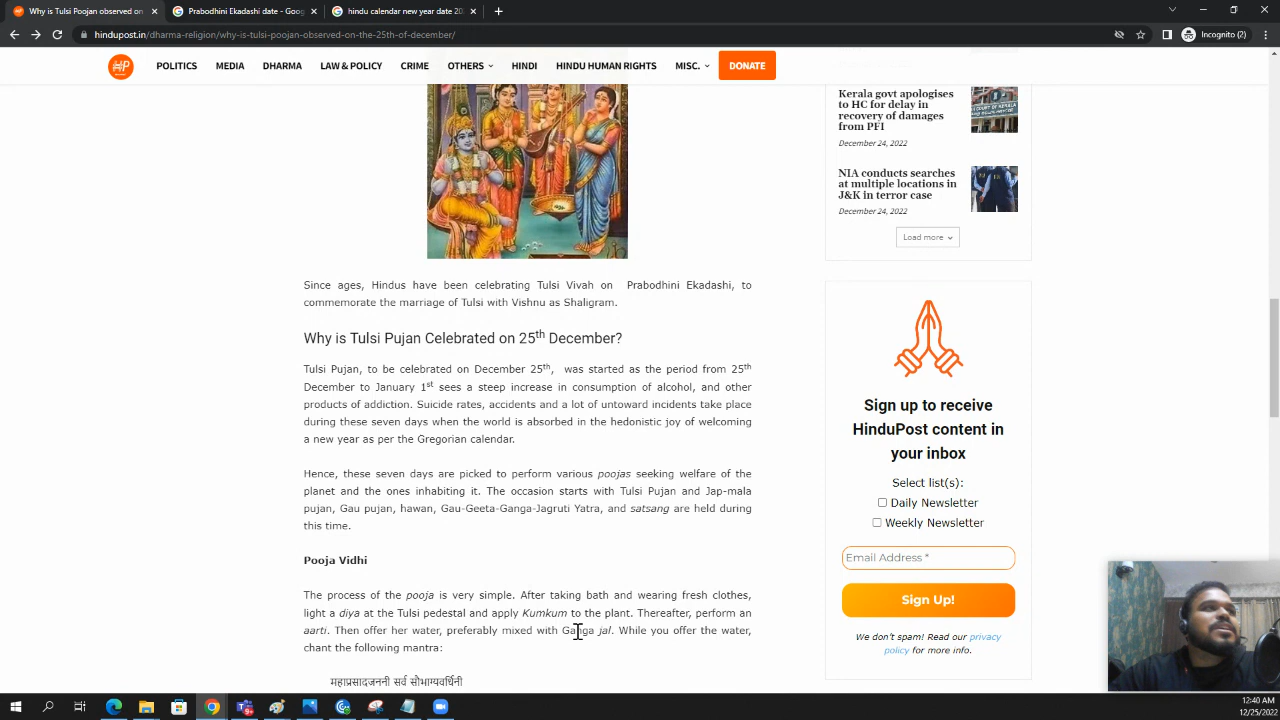 Why is Tulsi Poojan observed on
Prabodhini Ekadashi date - Goog
hindu calendar new year date 20
hindupost.in/dharma-religion/why-is-tulsi-poojan-observed-on-the-25th-of-december/
Incognito (2)
HP
POLITICS MEDIA DHARMA LAW & POLICY CRIME OTHERS HINDI HINDU HUMAN RIGHTS MISC. DONATE
Since ages, Hindus have been celebrating Tulsi Vivah on Prabodhini Ekadashi, to
commemorate the marriage of Tulsi with Vishnu as Shaligram.
Why is Tulsi Pujan Celebrated on 25th December?
Tulsi Pujan, to be celebrated on December 25th, was started as the period from 25th
December to January 1st sees a steep increase in consumption of alcohol, and other
products of addiction. Suicide rates, accidents and a lot of untoward incidents take place
during these seven days when the world is absorbed in the hedonistic joy of welcoming
a new year as per the Gregorian calendar.
Hence, these seven days are picked to perform various poojas seeking welfare of the
planet and the ones inhabiting it. The occasion starts with Tulsi Pujan and Jap-mala
pujan, Gau pujan, hawan, Gau-Geeta-Ganga-Jagruti Yatra, and satsang are held during
this time.
Pooja Vidhi
The process of the pooja is very simple. After taking bath and wearing fresh clothes,
light a diya at the Tulsi pedestal and apply Kumkum to the plant. Thereafter, perform an
aarti. Then offer her water, preferably mixed with Ganga jal. While you offer the water,
chant the following mantra:
महाप्रसादजननी सर्व सौभाग्यवर्धिनी
Kerala govt apologises
to HC for delay in
recovery of damages
from PFI
December 24, 2022
NIA conducts searches
at multiple locations in
J&K in terror case
December 24, 2022
Load more
Sign up to receive
HinduPost content in
your inbox
Select list(s):
Daily Newsletter
Weekly Newsletter
Email Address *
Sign Up!
We don't spam! Read our privacy
policy for more info.
12:40 AM
12/25/2022